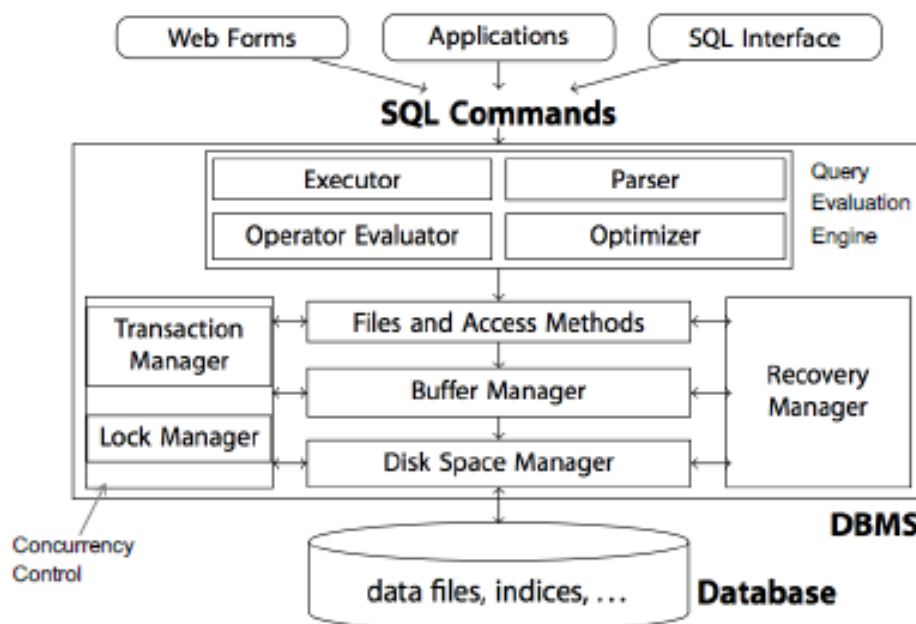 Web Forms
Applications
SQL Interface
SQL Commands
Executor
Parser
Operator Evaluator
Optimizer
Query
Evaluation
Engine
Transaction
Manager
Lock Manager
Files and Access Methods
Buffer Manager
Disk Space Manager
Recovery
Manager
DBMS
Concurrency
Control
data files, indices, ...
Database